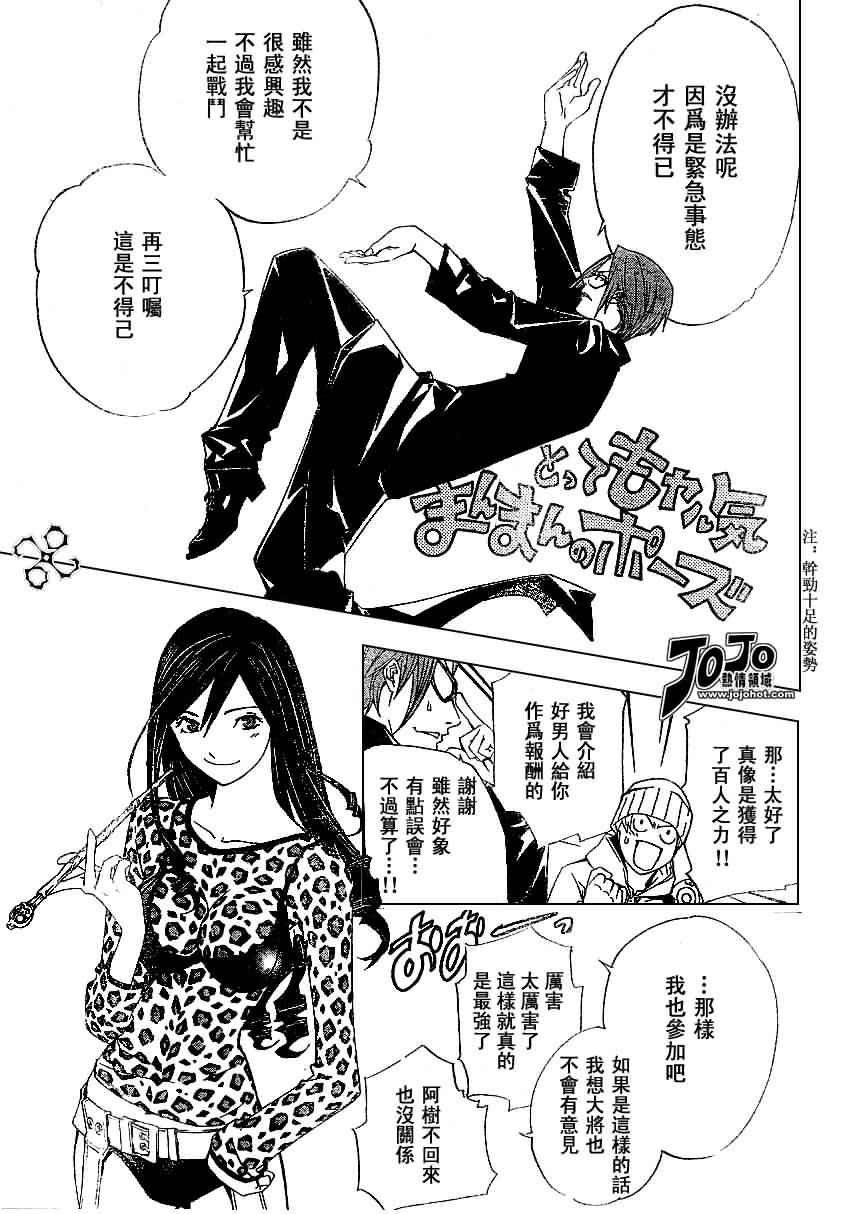 沒辦法呢
因爲是緊急事態
才不得已
雖然我不是
很感興趣
不過我會幫忙
一起戰鬥
再三叮囑
這是不得已
とってもヤル気
まんまんのポーズ
注：幹勁十足的姿勢
JOJO
熱情領域
www.jojohot.com
那…太好了
真像是獲得
了百人之力!!
我會介紹
好男人給你
作爲報酬的
謝謝
雖然好象
有點誤會…
不過算了…!!
…那樣
我也參加吧
如果是這樣的話
我想大將也
不會有意見
おおーっ
厲害
太厲害了
這樣就真的
是最強了
阿樹不回來
也沒關係